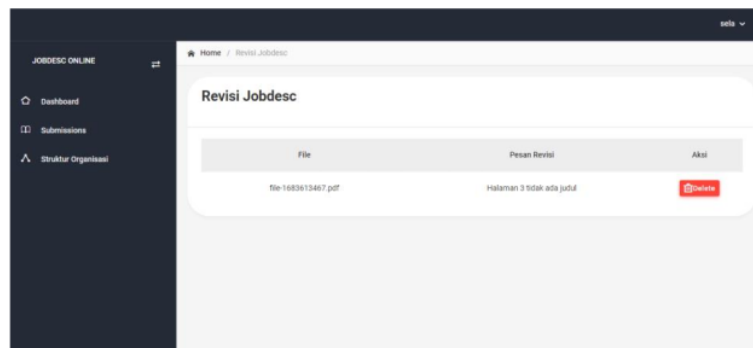 sela
JOBDESC ONLINE
Home / Revisi Jobdesc
Dashboard
Submissions
Struktur Organisasi
Revisi Jobdesc
File Pesan Revisi Aksi
file-1683613467.pdf Halaman 3 tidak ada judul Delete